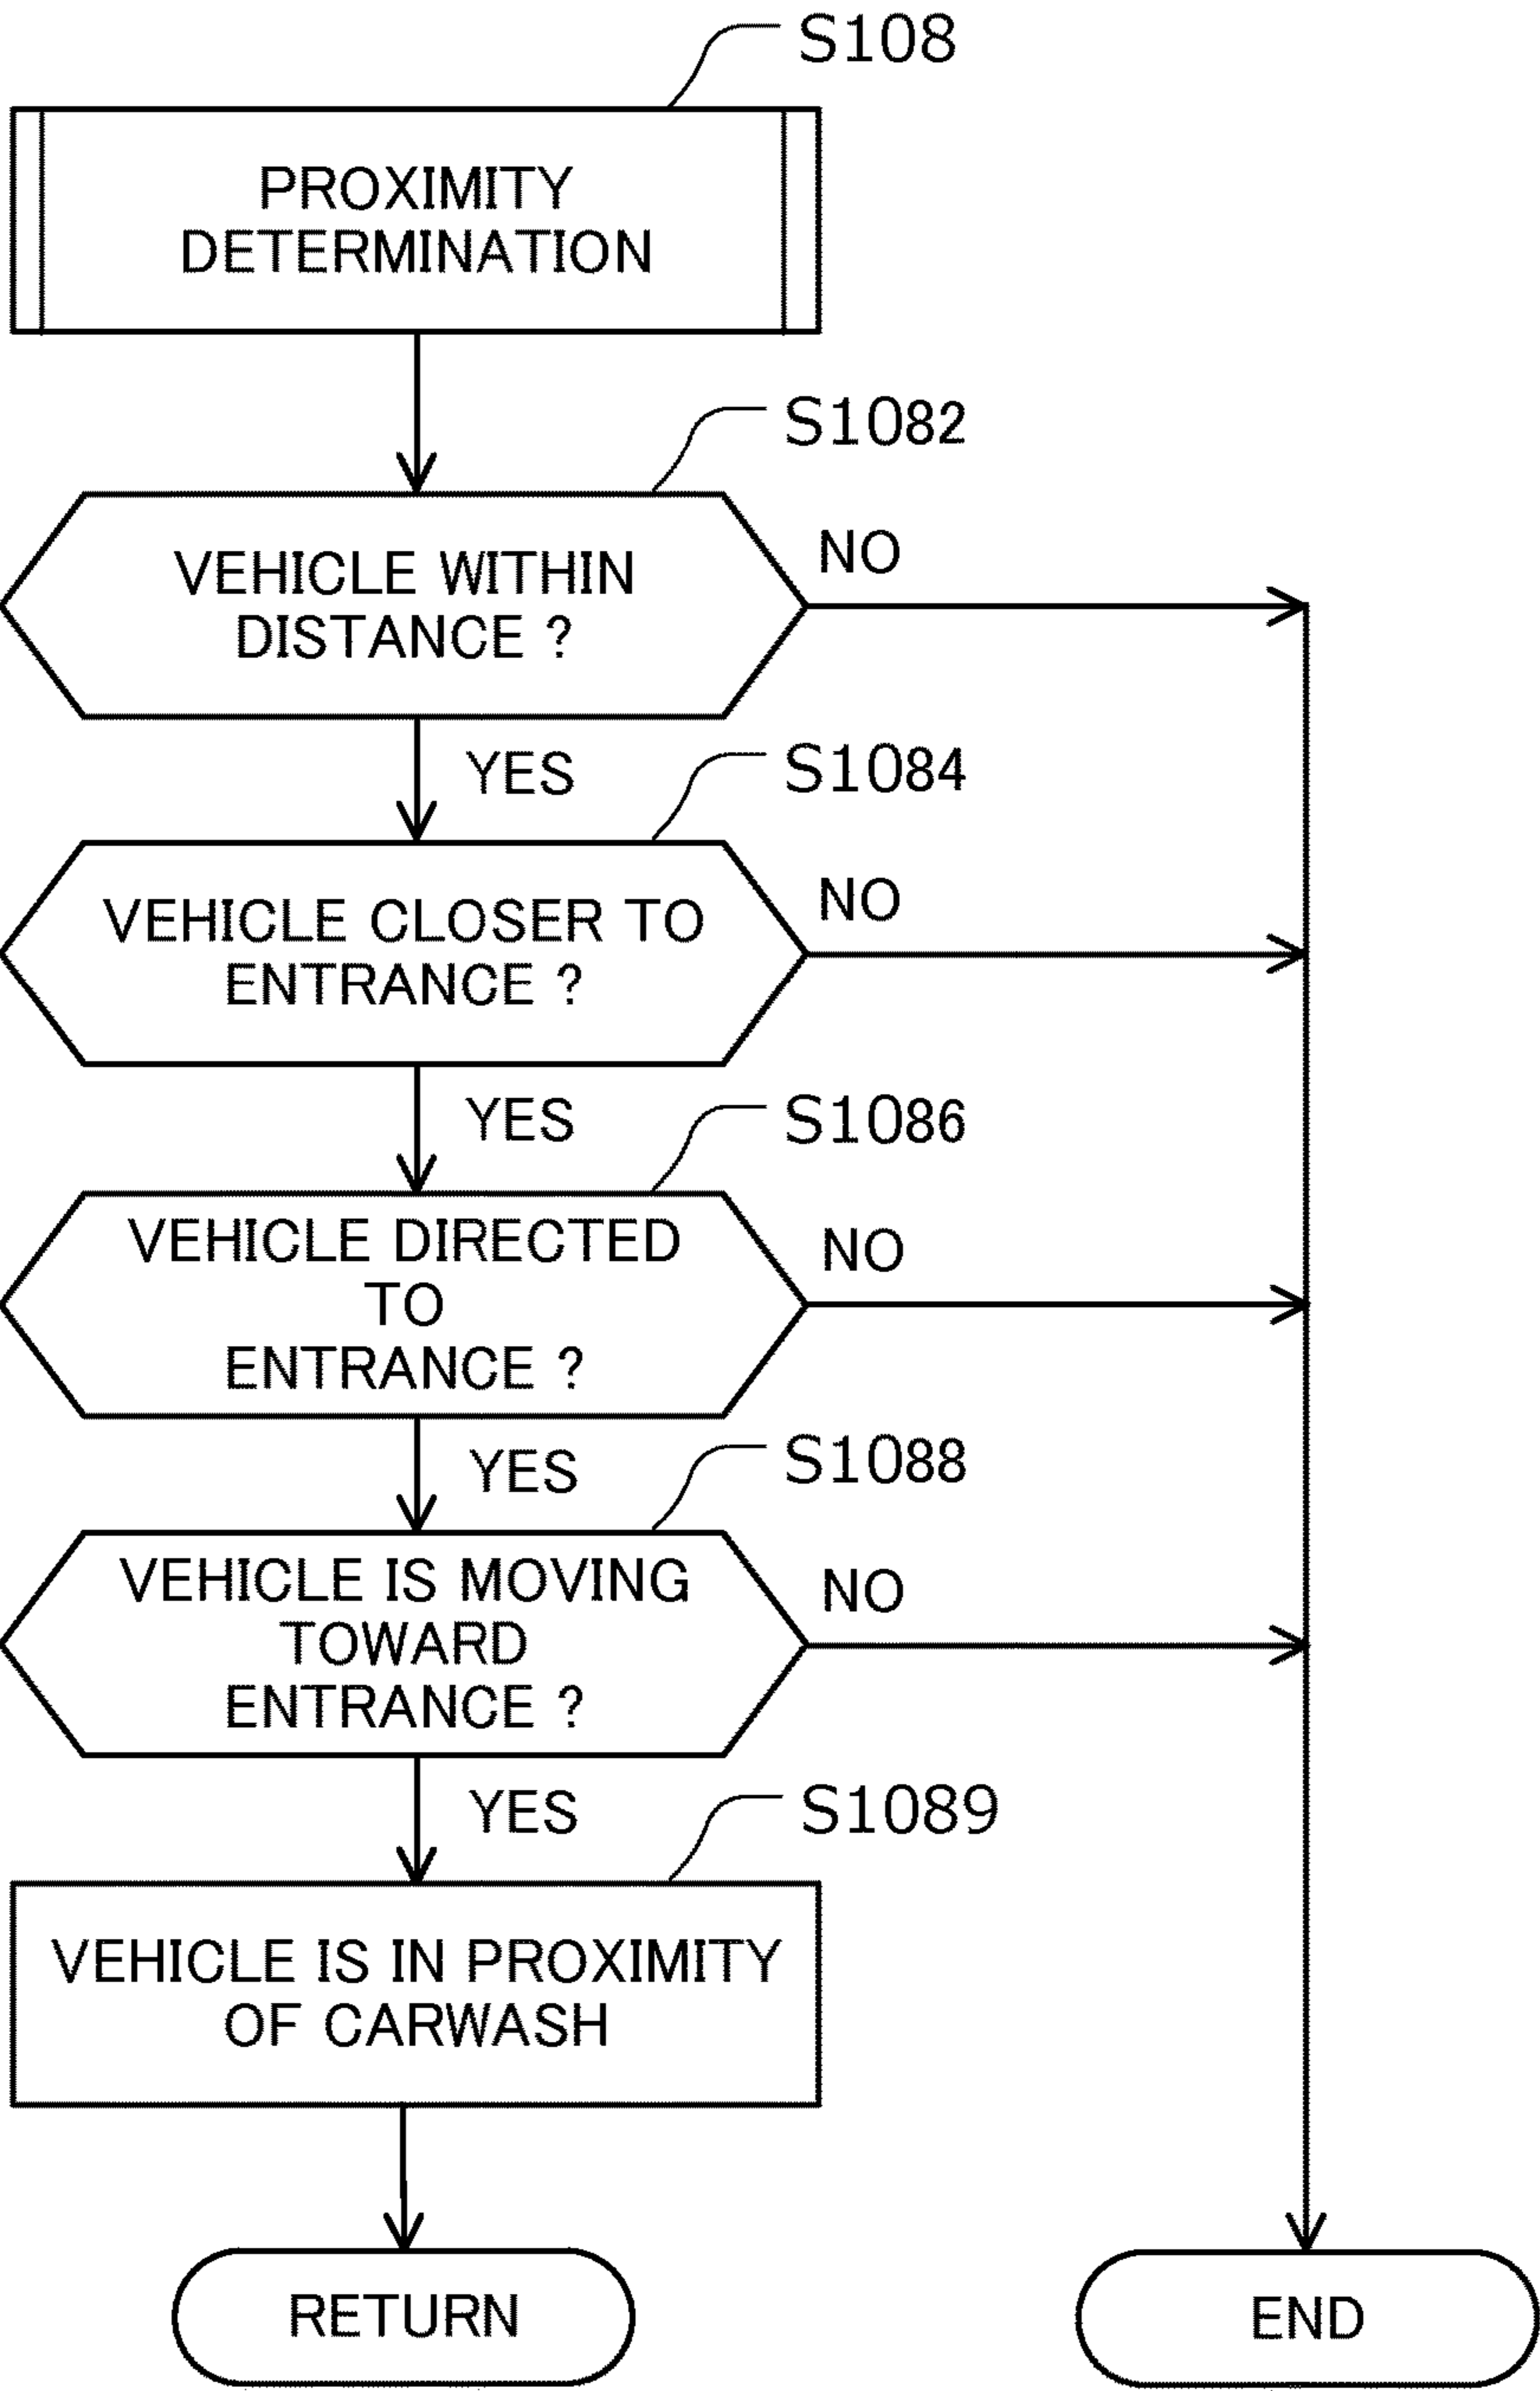 S108
PROXIMITY
DETERMINATION
S1082
VEHICLE WITHIN
DISTANCE ?
NO
YES
S1084
VEHICLE CLOSER TO
ENTRANCE ?
NO
YES
S1086
VEHICLE DIRECTED
TO
ENTRANCE ?
NO
YES
S1088
VEHICLE IS MOVING
TOWARD
ENTRANCE ?
NO
YES
S1089
VEHICLE IS IN PROXIMITY
OF CARWASH
RETURN
END